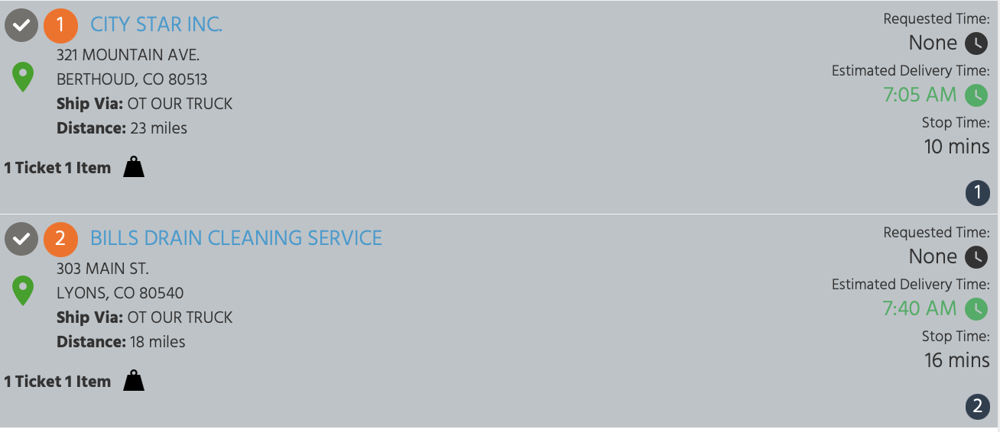 1 CITY STAR INC.
321 MOUNTAIN AVE.
BERTHOUD, CO 80513
Ship Via: OT OUR TRUCK
Distance: 23 miles
1 Ticket 1 Item
Requested Time:
None
Estimated Delivery Time:
7:05 AM
Stop Time:
10 mins
1
2 BILLS DRAIN CLEANING SERVICE
303 MAIN ST.
LYONS, CO 80540
Ship Via: OT OUR TRUCK
Distance: 18 miles
1 Ticket 1 Item
Requested Time:
None
Estimated Delivery Time:
7:40 AM
Stop Time:
16 mins
2